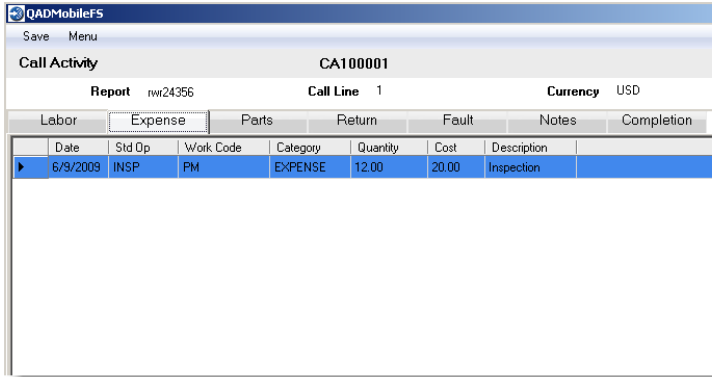 QADMobileFS
Save Menu
Call Activity CA100001
Report rwr24356 Call Line 1 Currency USD
Labor Expense Parts Return Fault Notes Completion
Date Std Op Work Code Category Quantity Cost Description
6/9/2009 INSP PM EXPENSE 12.00 20.00 Inspection